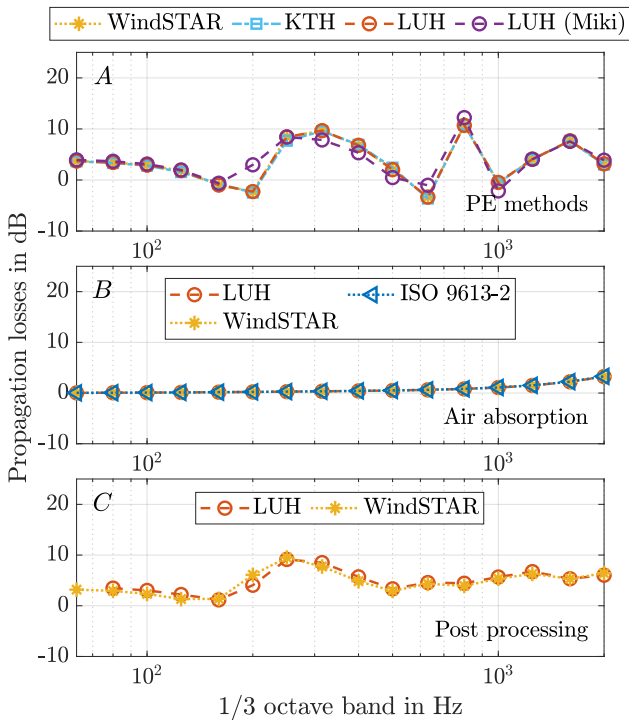 WindSTAR KTH LUH LUH (Miki)
A
20
10
0
-10
PE methods
10^2 10^3
B
LUH ISO 9613-2
WindSTAR
20
10
0
-10
Air absorption
10^2 10^3
C
LUH WindSTAR
20
10
0
-10
Post processing
10^2 10^3
Propagation losses in dB
1/3 octave band in Hz